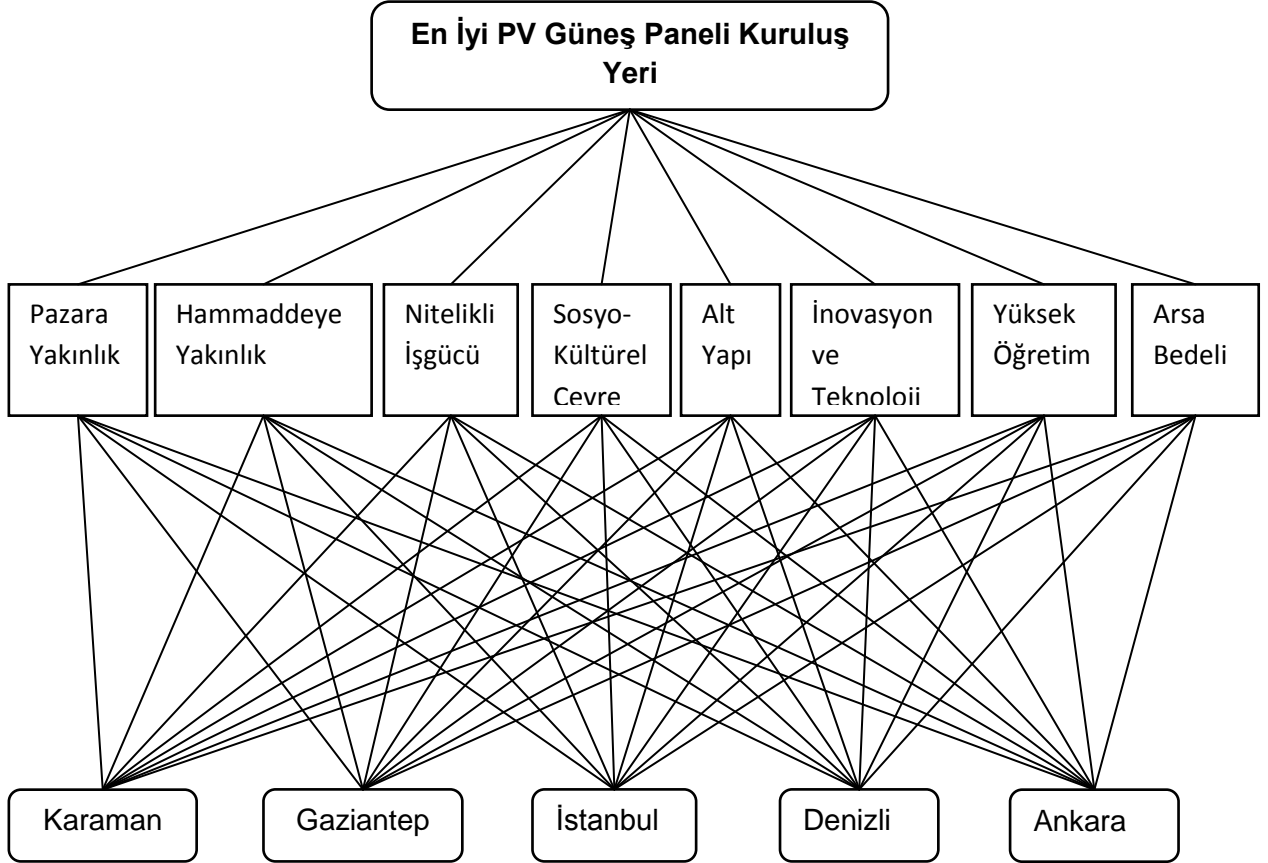 En İyi PV Güneş Paneli Kuruluş
Yeri
Pazara
Yakınlık
Hammaddeye
Yakınlık
Nitelikli
İşgücü
Sosyo-
Kültürel
Çevre
Alt
Yapı
İnovasyon
ve
Teknoloji
Yüksek
Öğretim
Arsa
Bedeli
Karaman
Gaziantep
İstanbul
Denizli
Ankara